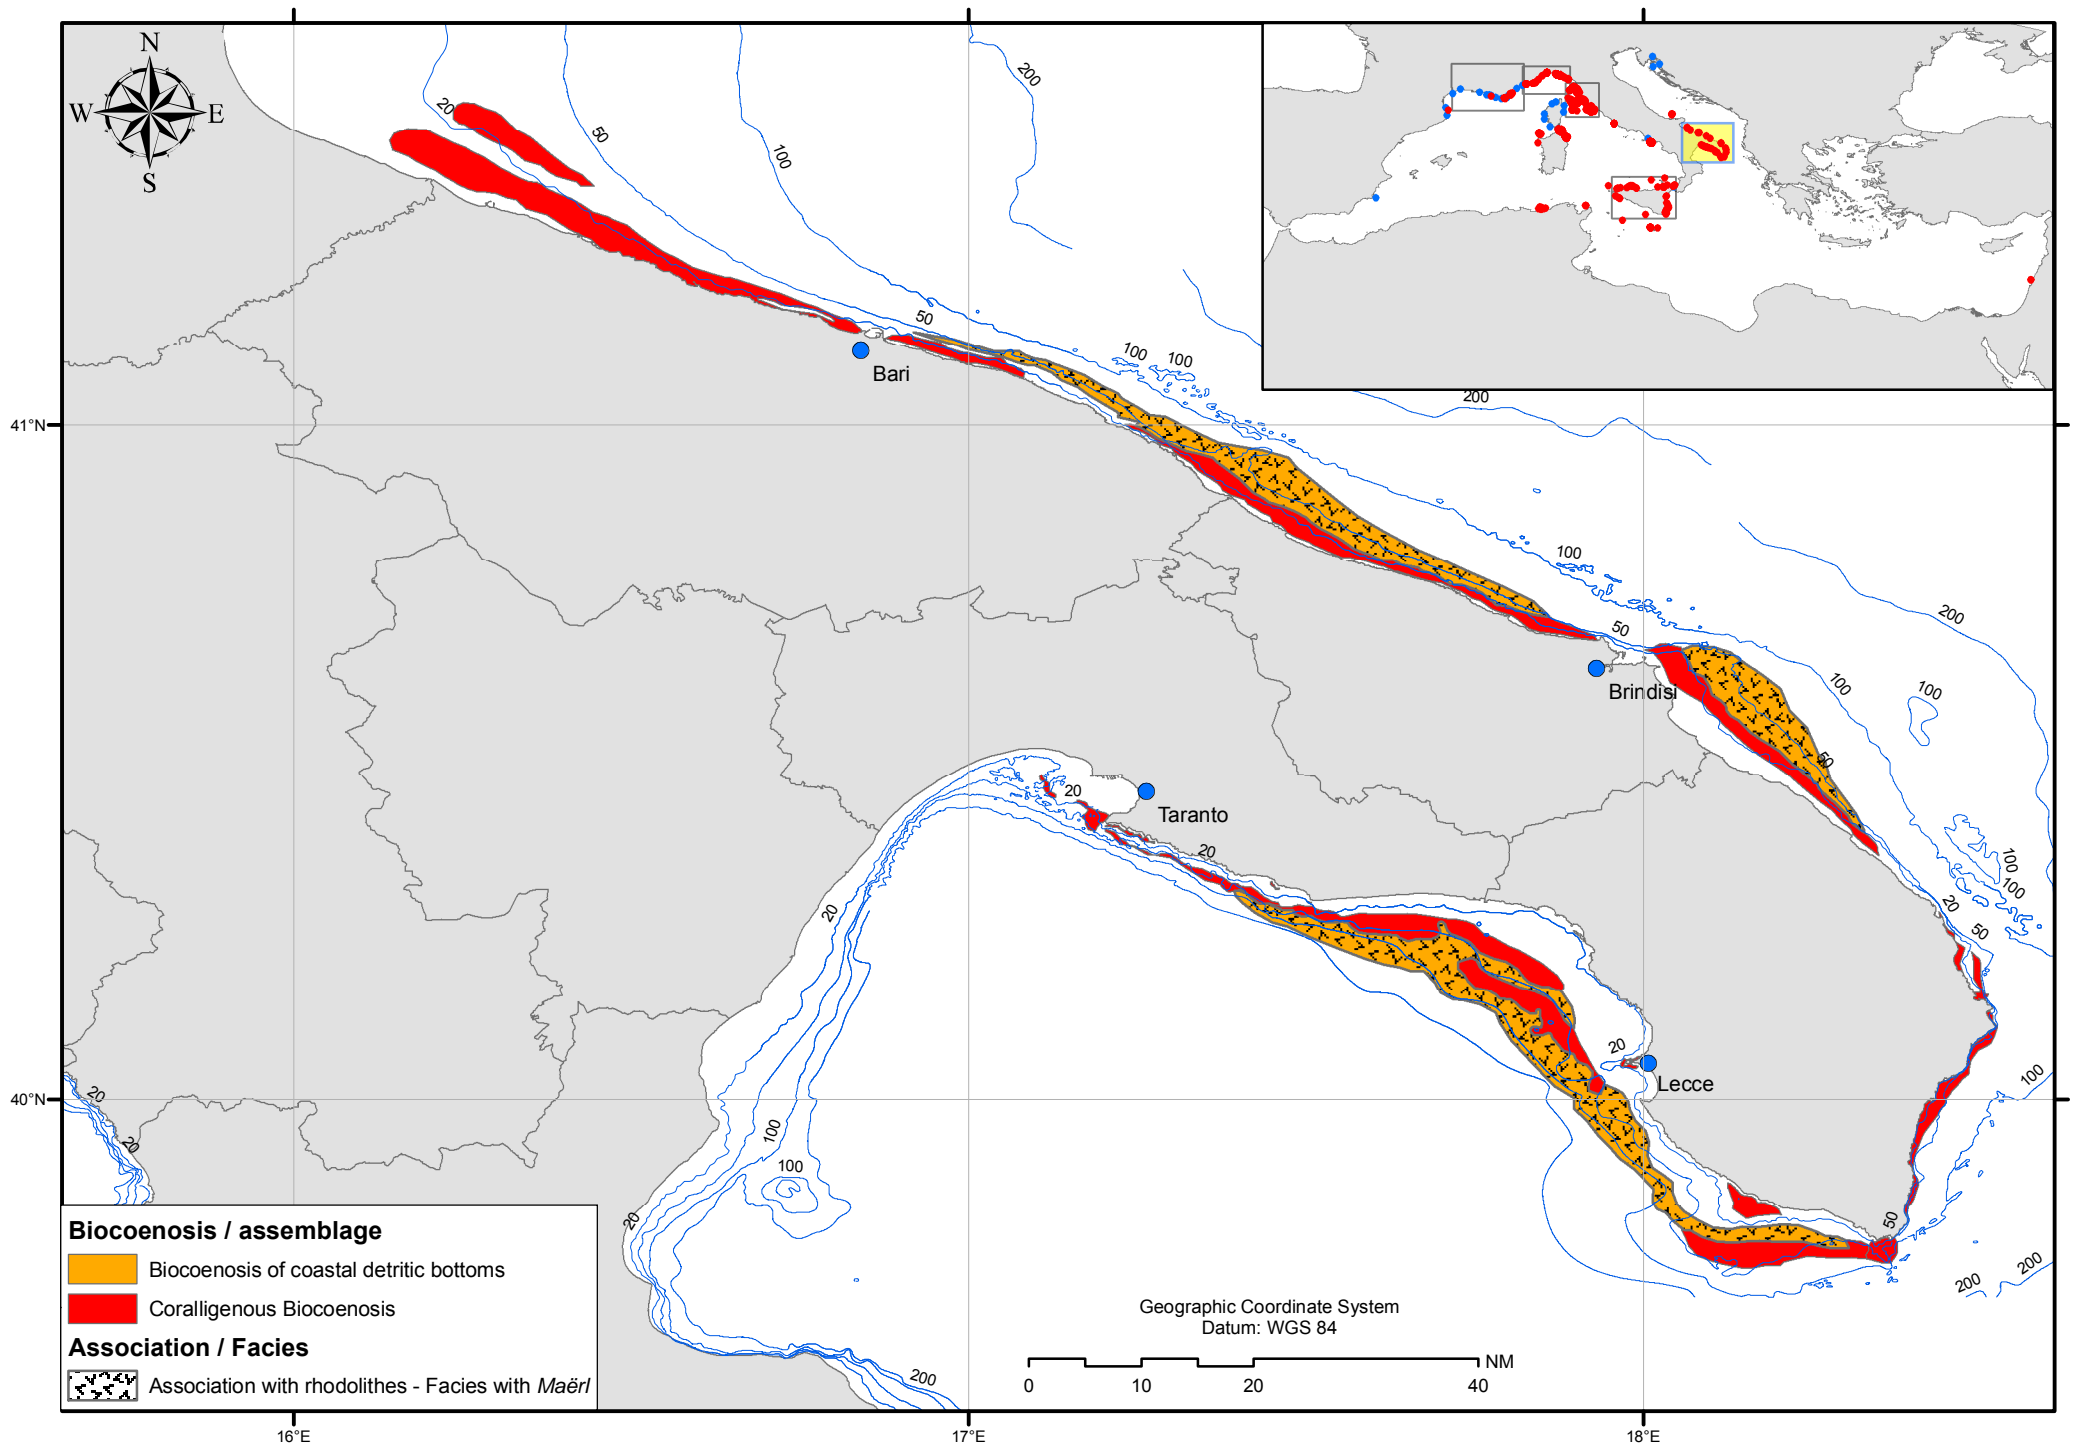 N
W E
S
20
50
100
200
200
50
100
100
Bari
41°N
100
50
200
Brindisi
100
100
50
20
Taranto
20
100
100
20
50
20
20
Lecce
40°N
100
20
20
100
100
20
50
200
200
200
Biocoenosis / assemblage
Biocoenosis of coastal detritic bottoms
Coralligenous Biocoenosis
Association / Facies
Association with rhodolithes - Facies with Maërl
Geographic Coordinate System
Datum: WGS 84
NM
0 10 20 40
16°E 17°E 18°E